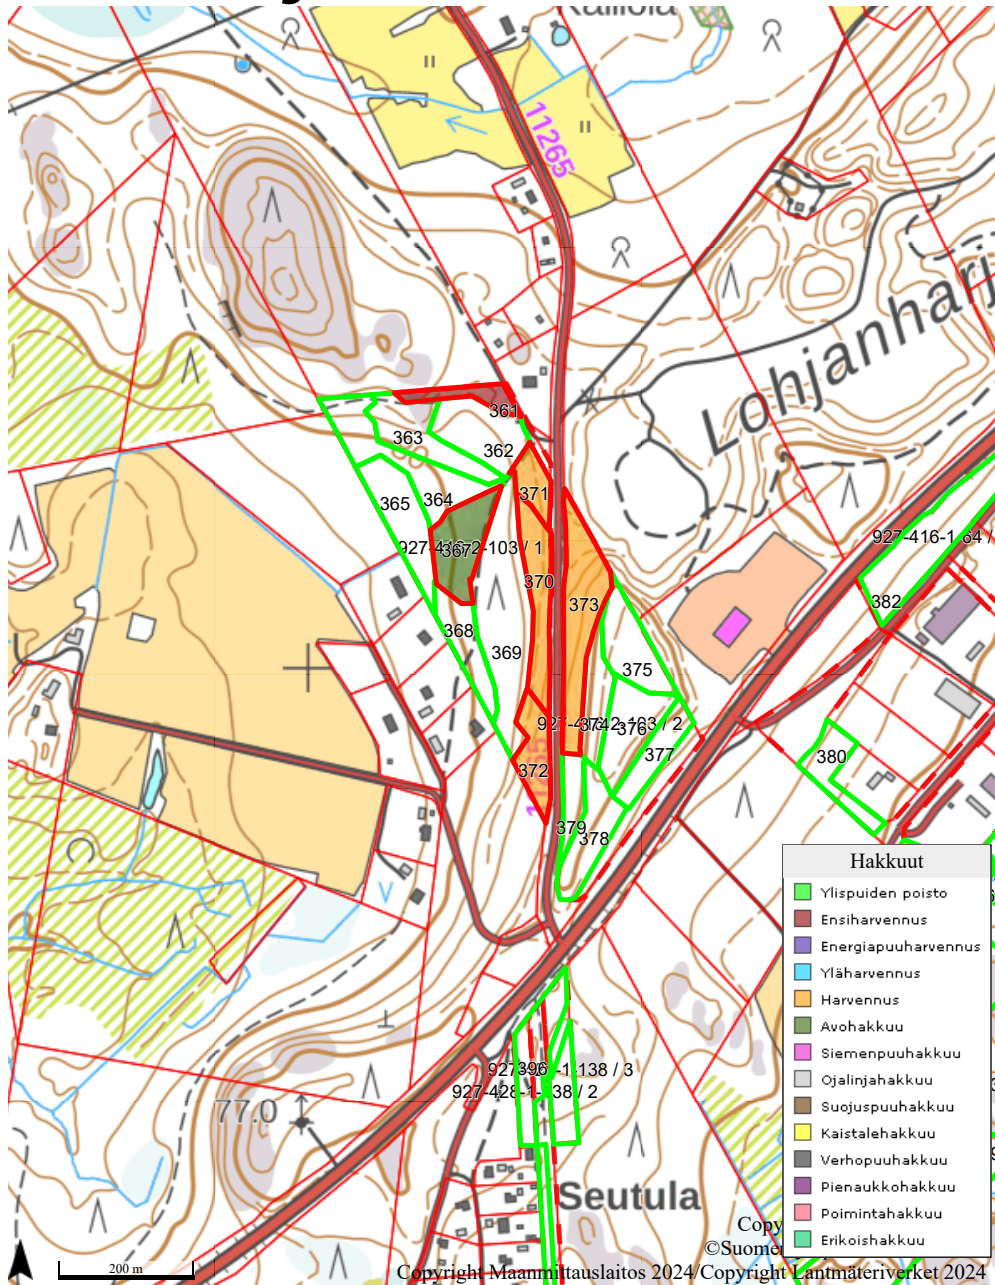 Kalliola
11265
Lohjanharj
361
363
362
365
364
371
927-416-2-103 / 1
367
370
373
368
369
375
927-416-1-64 /
382
927-416-2-103 / 2
374
376
377
372
380
379
378
Hakkuut
Ylispuiden poisto
Ensiharvennus
Energiapuuharvennus
Yläharvennus
Harvennus
Avohakkuu
Siemenpuuhakkuu
Ojalinjahakkuu
Suojuspuuhakkuu
Kaistalehakkuu
Verhopuuhakkuu
Pienaukkohakkuu
Poimintahakkuu
Erikoishakkuu
396
-1-138 / 3
927-428-1-138 / 2
77.0
Seutula
Copy
©Suome
200 m
Copyright Maanmittauslaitos 2024/Copyright Lantmäteriverket 2024